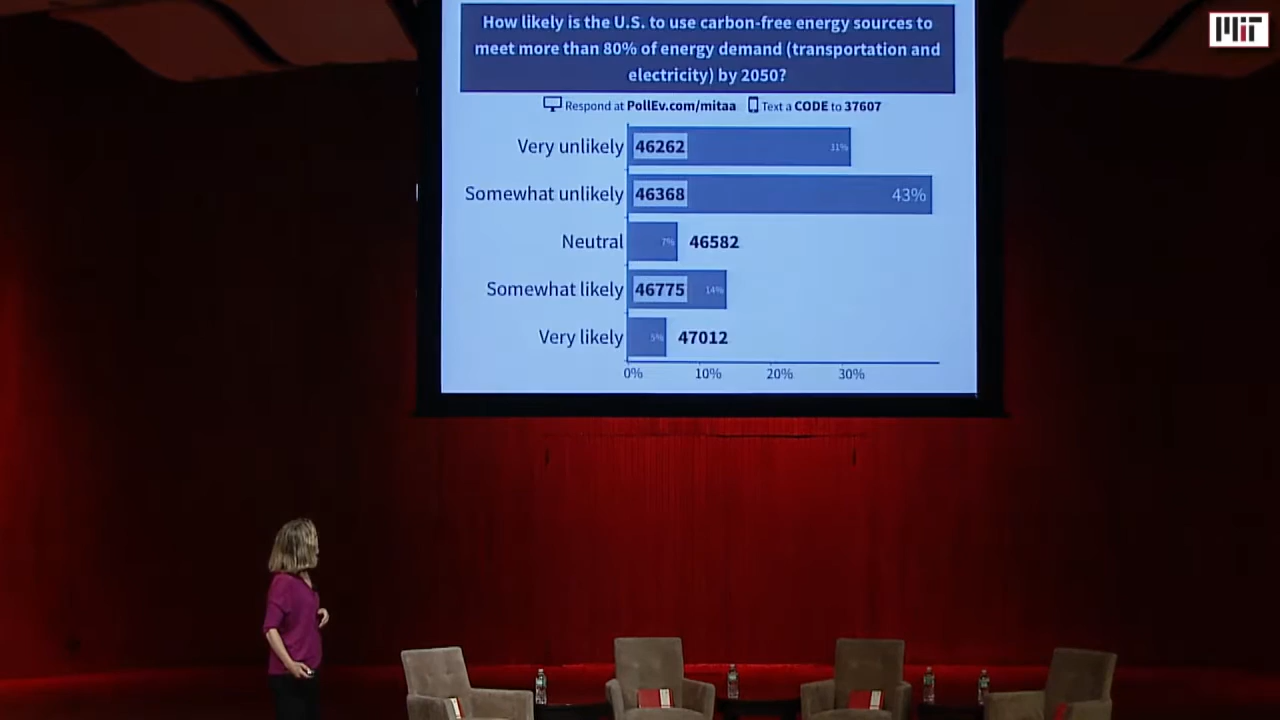 MIT
How likely is the U.S. to use carbon-free energy sources to
meet more than 80% of energy demand (transportation and
electricity) by 2050?
Respond at PollEv.com/mitaa Text a CODE to 37607
Very unlikely 46262 31%
Somewhat unlikely 46368 43%
Neutral 7% 46582
Somewhat likely 46775 14%
Very likely 5% 47012
0% 10% 20% 30%